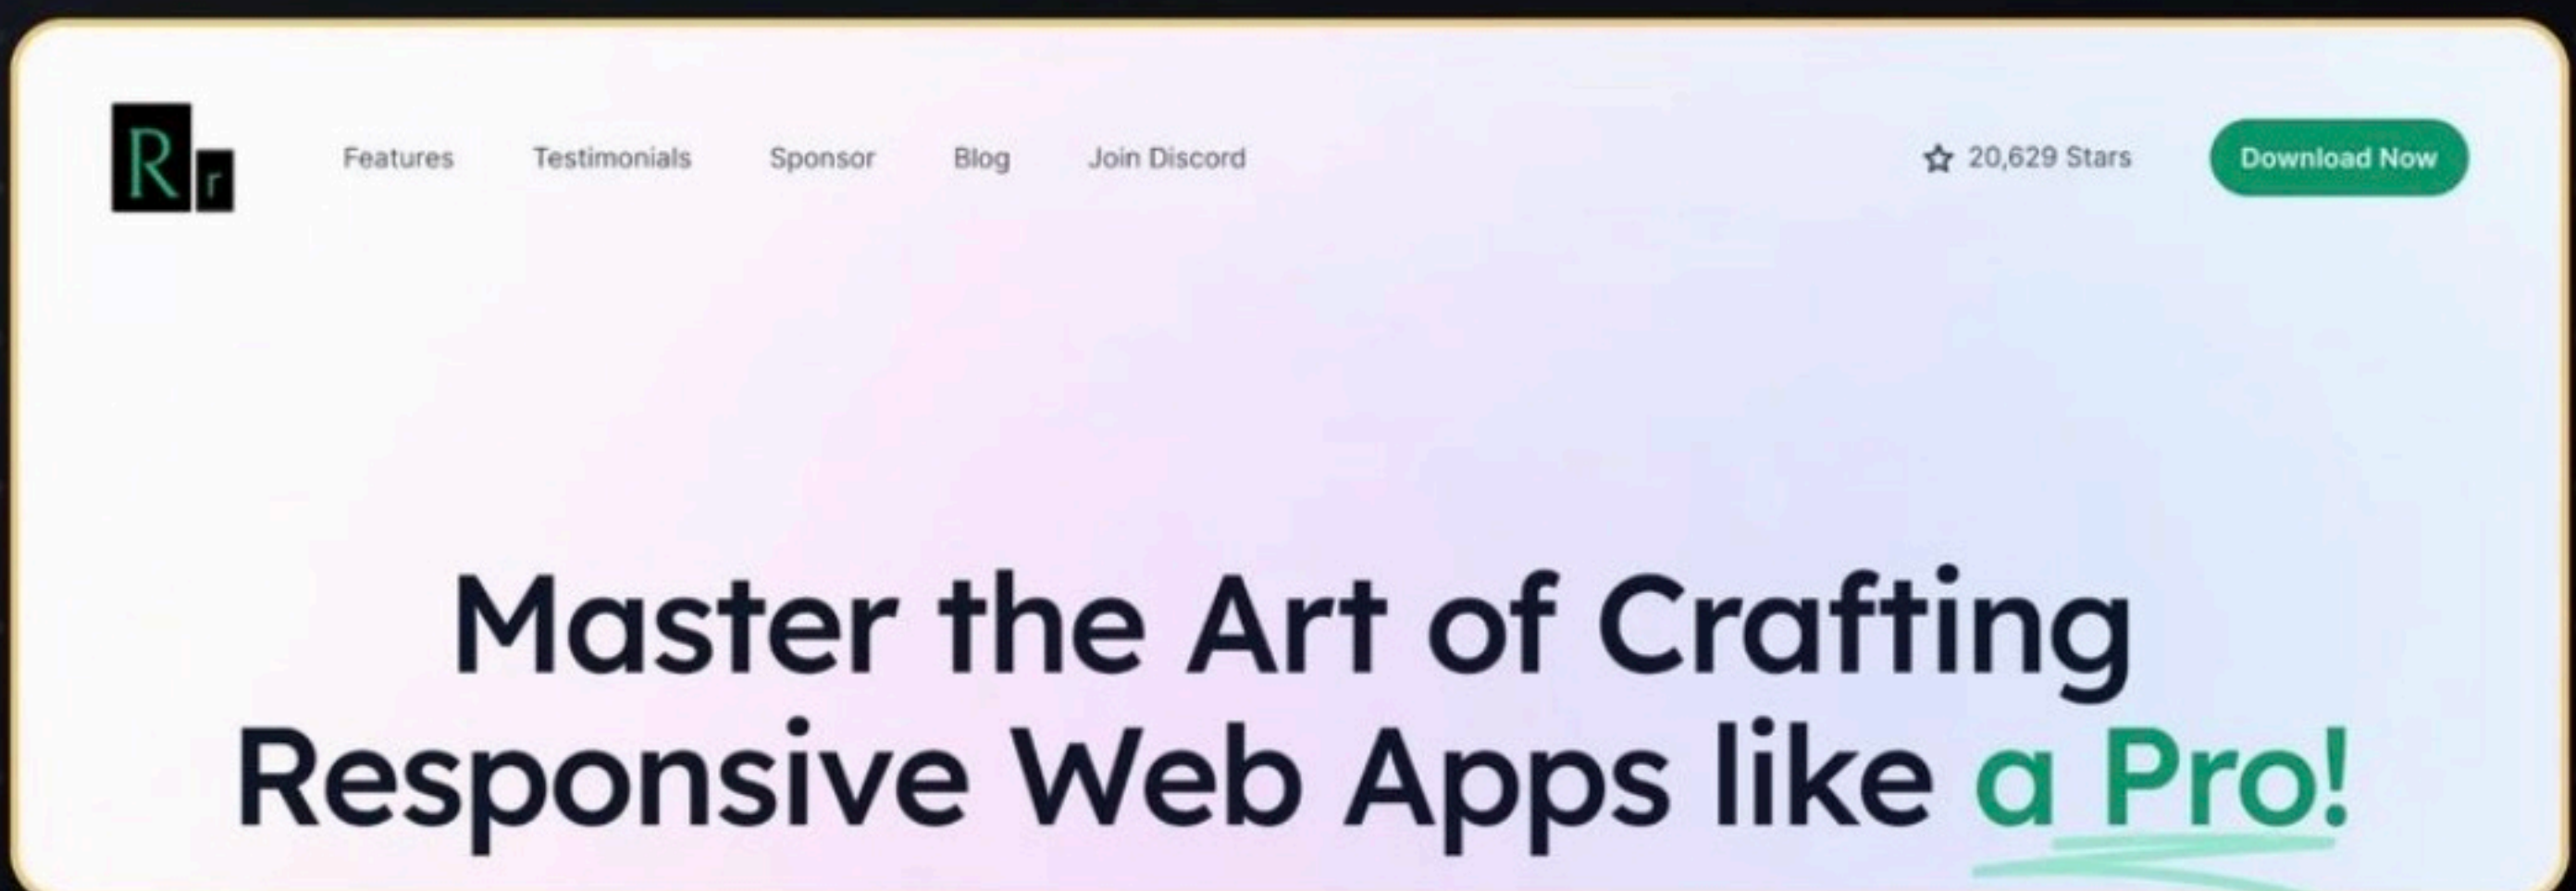 Rr
Features Testimonials Sponsor Blog Join Discord 20,629 Stars Download Now
Master the Art of Crafting
Responsive Web Apps like a Pro!